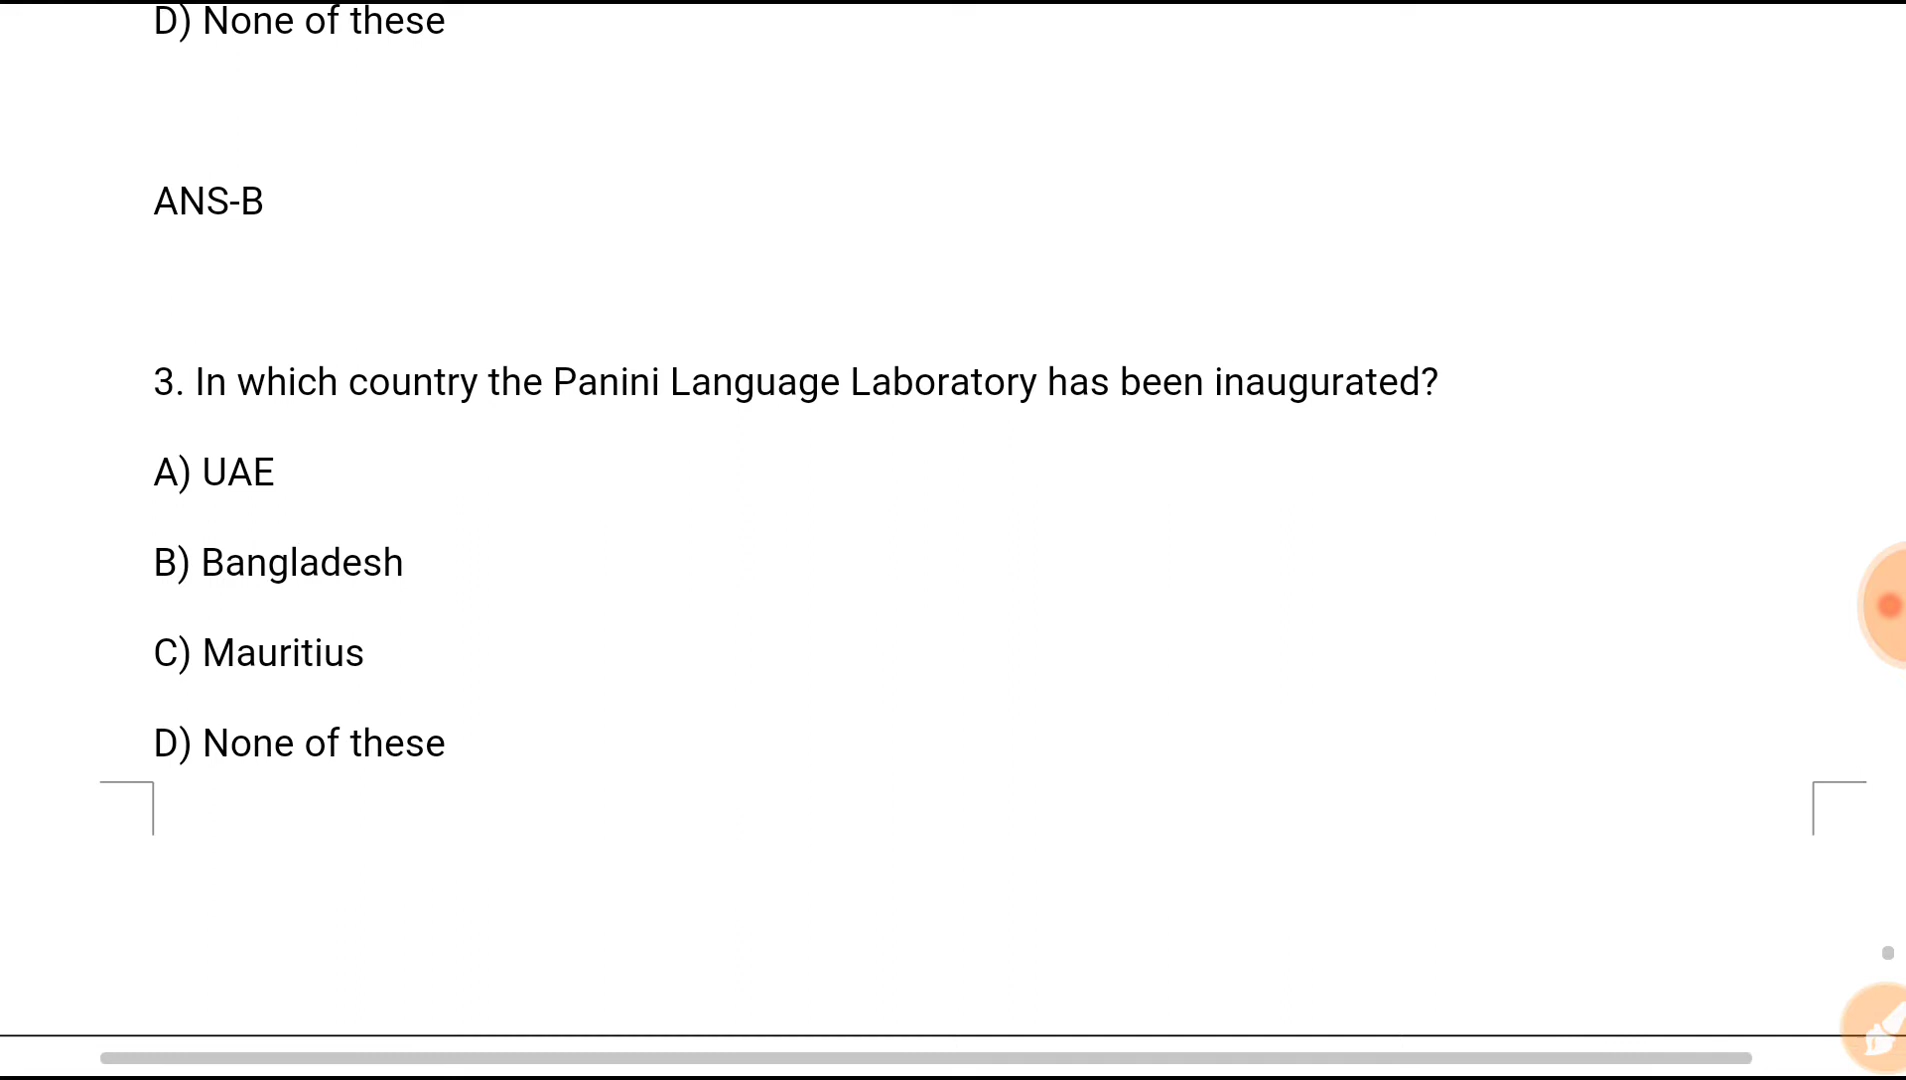 D) None of these
ANS-B
3. In which country the Panini Language Laboratory has been inaugurated?
A) UAE
B) Bangladesh
C) Mauritius
D) None of these